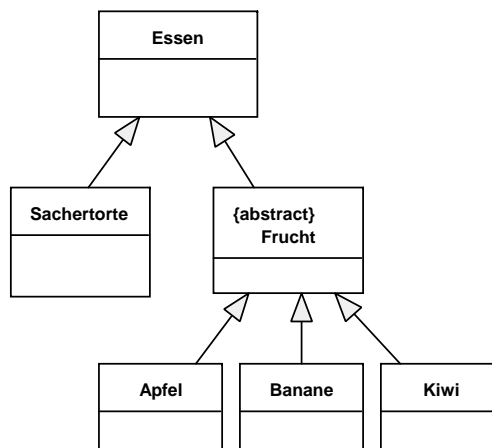 Essen
Sachertorte
{abstract}
Frucht
Apfel
Banane
Kiwi